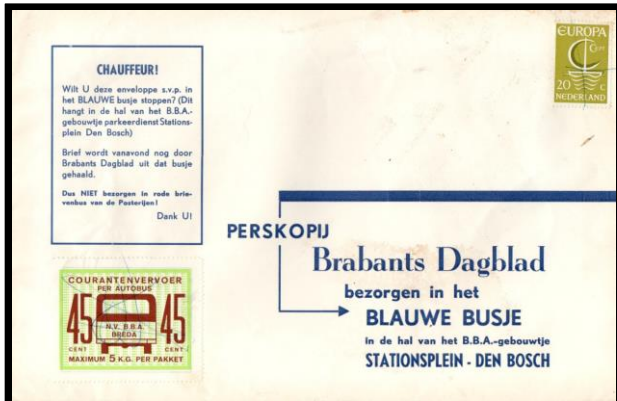 CHAUFFEUR!
Wilt U deze enveloppe s.v.p. in
het BLAUWE busje stoppen? (Dit
hangt in de hal van het B.B.A.-
gebouwtje parkeerdienst Stations-
plein Den Bosch)
Brief wordt vanavond nog door
Brabants Dagblad uit dat busje
gehaald.
Dus NIET bezorgen in rode brie-
venbus van de Posterijen!
Dank U!
EUROPA
CEPT
20 C
NEDERLAND
PERSKOPIJ
Brabants Dagblad
bezorgen in het
BLAUWE BUSJE
in de hal van het B.B.A.-gebouwtje
STATIONSPLEIN - DEN BOSCH
COURANTENVERVOER
PER AUTOBUS
45 45
N.V. B.B.A.
BREDA
CENT CENT
MAXIMUM 5 K.G. PER PAKKET